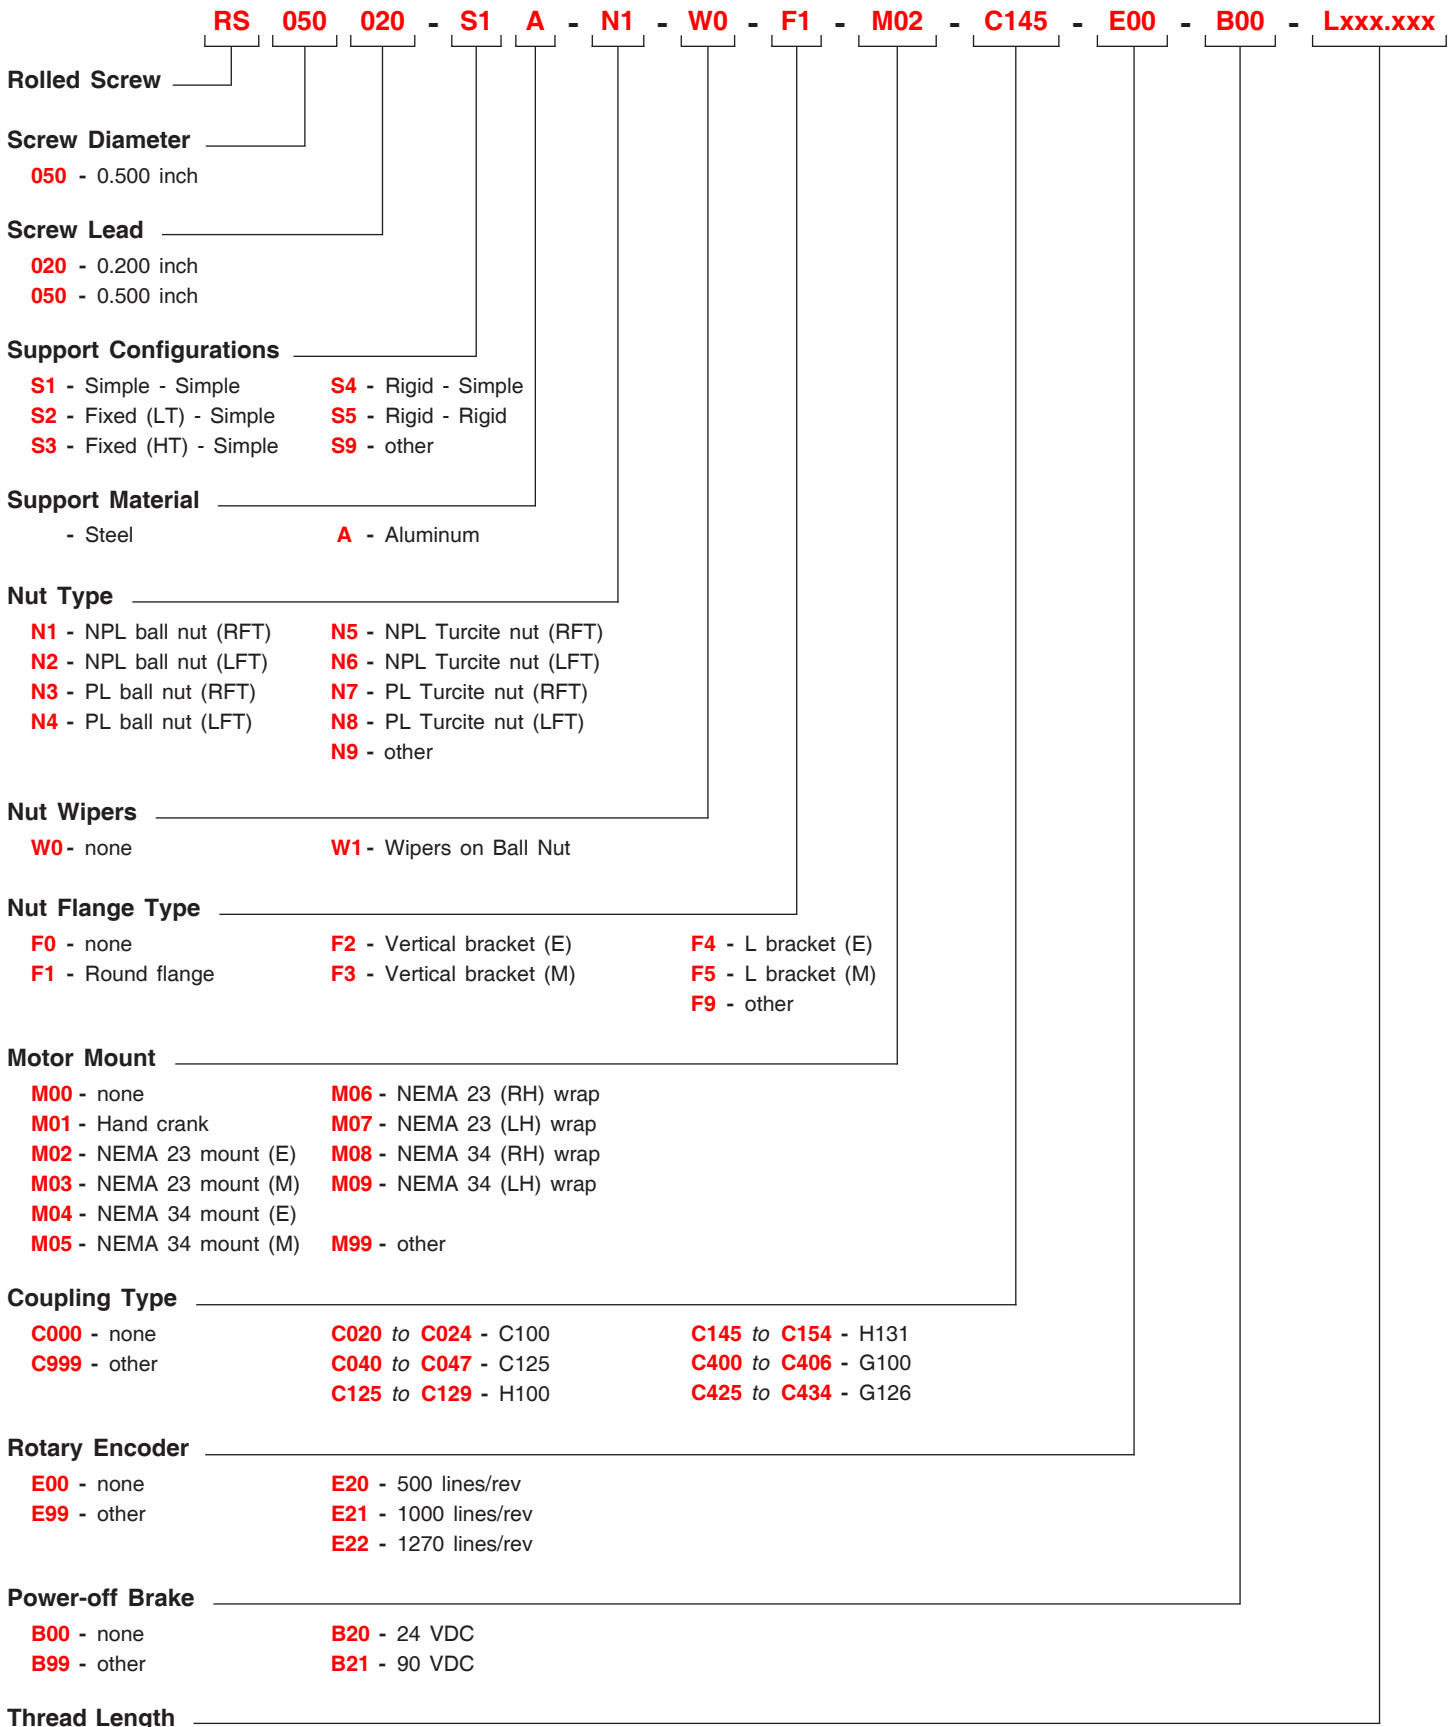 RS 050 020 - S1 A - N1 - W0 - F1 - M02 - C145 - E00 - B00 - Lxxx.xxx
Rolled Screw
Screw Diameter
050 - 0.500 inch
Screw Lead
020 - 0.200 inch
050 - 0.500 inch
Support Configurations
S1 - Simple - Simple S4 - Rigid - Simple
S2 - Fixed (LT) - Simple S5 - Rigid - Rigid
S3 - Fixed (HT) - Simple S9 - other
Support Material
- Steel A - Aluminum
Nut Type
N1 - NPL ball nut (RFT) N5 - NPL Turcite nut (RFT)
N2 - NPL ball nut (LFT) N6 - NPL Turcite nut (LFT)
N3 - PL ball nut (RFT) N7 - PL Turcite nut (RFT)
N4 - PL ball nut (LFT) N8 - PL Turcite nut (LFT)
N9 - other
Nut Wipers
W0 - none W1 - Wipers on Ball Nut
Nut Flange Type
F0 - none F2 - Vertical bracket (E) F4 - L bracket (E)
F1 - Round flange F3 - Vertical bracket (M) F5 - L bracket (M)
F9 - other
Motor Mount
M00 - none M06 - NEMA 23 (RH) wrap
M01 - Hand crank M07 - NEMA 23 (LH) wrap
M02 - NEMA 23 mount (E) M08 - NEMA 34 (RH) wrap
M03 - NEMA 23 mount (M) M09 - NEMA 34 (LH) wrap
M04 - NEMA 34 mount (E)
M05 - NEMA 34 mount (M) M99 - other
Coupling Type
C000 - none C020 to C024 - C100 C145 to C154 - H131
C999 - other C040 to C047 - C125 C400 to C406 - G100
C125 to C129 - H100 C425 to C434 - G126
Rotary Encoder
E00 - none E20 - 500 lines/rev
E99 - other E21 - 1000 lines/rev
E22 - 1270 lines/rev
Power-off Brake
B00 - none B20 - 24 VDC
B99 - other B21 - 90 VDC
Thread Length